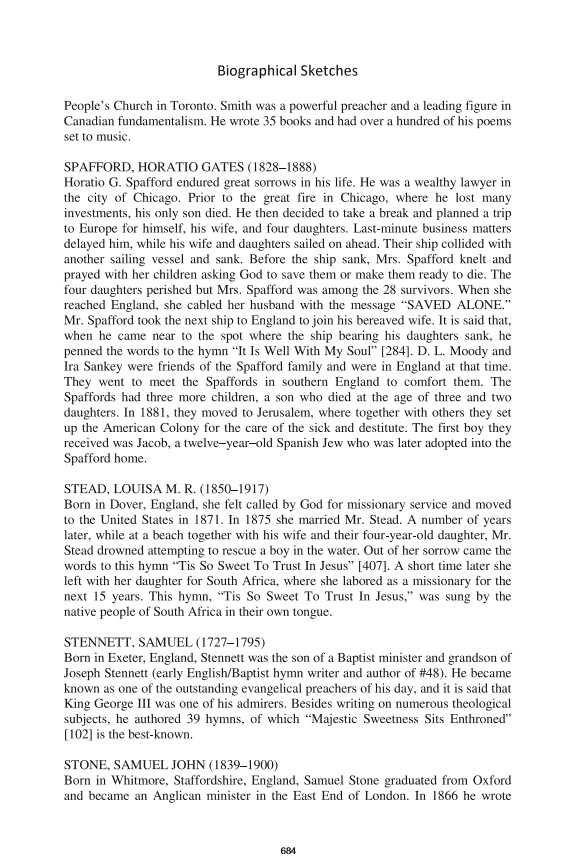 Biographical Sketches
People's Church in Toronto. Smith was a powerful preacher and a leading figure in
Canadian fundamentalism. He wrote 35 books and had over a hundred of his poems
set to music.
SPAFFORD, HORATIO GATES (1828–1888)
Horatio G. Spafford endured great sorrows in his life. He was a wealthy lawyer in
the city of Chicago. Prior to the great fire in Chicago, where he lost many
investments, his only son died. He then decided to take a break and planned a trip
to Europe for himself, his wife, and four daughters. Last-minute business matters
delayed him, while his wife and daughters sailed on ahead. Their ship collided with
another sailing vessel and sank. Before the ship sank, Mrs. Spafford knelt and
prayed with her children asking God to save them or make them ready to die. The
four daughters perished but Mrs. Spafford was among the 28 survivors. When she
reached England, she cabled her husband with the message “SAVED ALONE.”
Mr. Spafford took the next ship to England to join his bereaved wife. It is said that,
when he came near to the spot where the ship bearing his daughters sank, he
penned the words to the hymn “It Is Well With My Soul” [284]. D. L. Moody and
Ira Sankey were friends of the Spafford family and were in England at that time.
They went to meet the Spaffords in southern England to comfort them. The
Spaffords had three more children, a son who died at the age of three and two
daughters. In 1881, they moved to Jerusalem, where together with others they set
up the American Colony for the care of the sick and destitute. The first boy they
received was Jacob, a twelve–year–old Spanish Jew who was later adopted into the
Spafford home.
STEAD, LOUISA M. R. (1850–1917)
Born in Dover, England, she felt called by God for missionary service and moved
to the United States in 1871. In 1875 she married Mr. Stead. A number of years
later, while at a beach together with his wife and their four-year-old daughter, Mr.
Stead drowned attempting to rescue a boy in the water. Out of her sorrow came the
words to this hymn “Tis So Sweet To Trust In Jesus” [407]. A short time later she
left with her daughter for South Africa, where she labored as a missionary for the
next 15 years. This hymn, “Tis So Sweet To Trust In Jesus,” was sung by the
native people of South Africa in their own tongue.
STENNETT, SAMUEL (1727–1795)
Born in Exeter, England, Stennett was the son of a Baptist minister and grandson of
Joseph Stennett (early English/Baptist hymn writer and author of #48). He became
known as one of the outstanding evangelical preachers of his day, and it is said that
King George III was one of his admirers. Besides writing on numerous theological
subjects, he authored 39 hymns, of which “Majestic Sweetness Sits Enthroned”
[102] is the best-known.
STONE, SAMUEL JOHN (1839–1900)
Born in Whitmore, Staffordshire, England, Samuel Stone graduated from Oxford
and became an Anglican minister in the East End of London. In 1866 he wrote
684